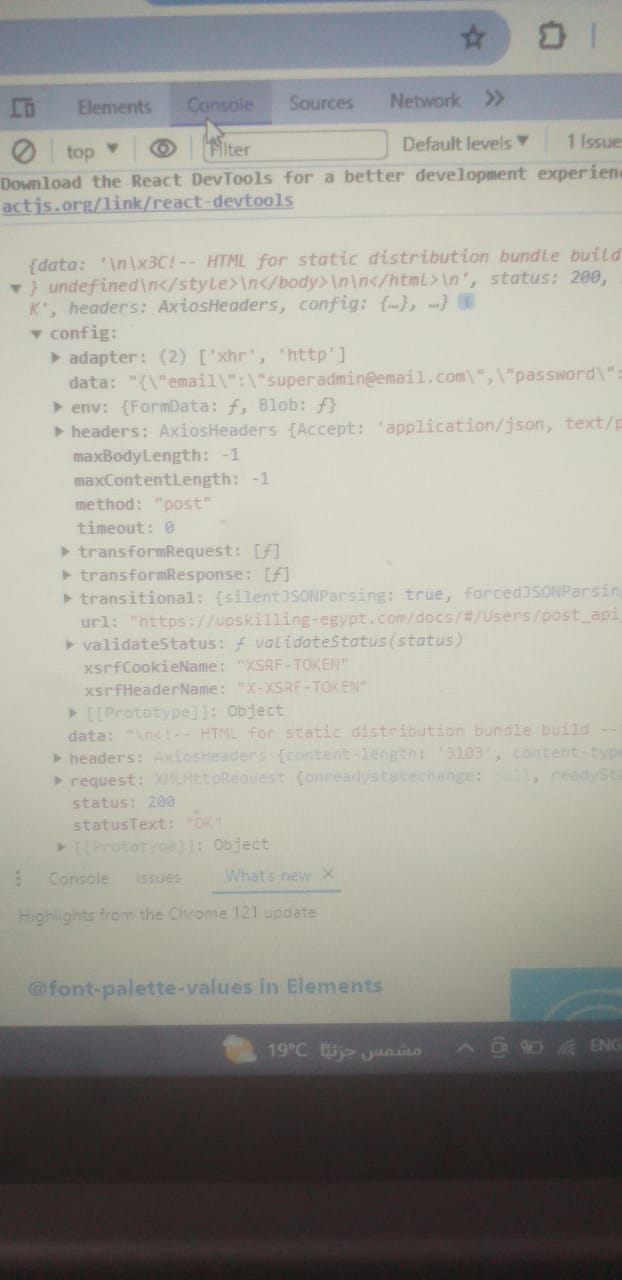 Elements Console Sources Network »
top ▼ Filter Default levels ▼ 1 Issue
Download the React DevTools for a better development experien
actjs.org/link/react-devtools
{data: '\n\x3C!-- HTML for static distribution bundle build
▼ } undefined\n</style>\n</body>\n\n</html>\n', status: 200,
K', headers: AxiosHeaders, config: {…}, …} i
▼ config:
▶ adapter: (2) ['xhr', 'http']
data: "{\"email\":\"superadmin@email.com\",\"password\":
▶ env: {FormData: ƒ, Blob: ƒ}
▶ headers: AxiosHeaders {Accept: 'application/json, text/p
maxBodyLength: -1
maxContentLength: -1
method: "post"
timeout: 0
▶ transformRequest: [ƒ]
▶ transformResponse: [ƒ]
▶ transitional: {silentJSONParsing: true, forcedJSONParsin
url: "https://upskilling-egypt.com/docs/#/Users/post_api
▶ validateStatus: ƒ validateStatus(status)
xsrfCookieName: "XSRF-TOKEN"
xsrfHeaderName: "X-XSRF-TOKEN"
▶ [[Prototype]]: Object
data: "\n<!-- HTML for static distribution bundle build --
▶ headers: AxiosHeaders {content-length: '3103', content-type
▶ request: XMLHttpRequest {onreadystatechange: null, readySta
status: 200
statusText: "OK"
▶ [[Prototype]]: Object
Console Issues What's new ×
Highlights from the Chrome 121 update
@font-palette-values in Elements
19°C مشمس جزئيًا ENG